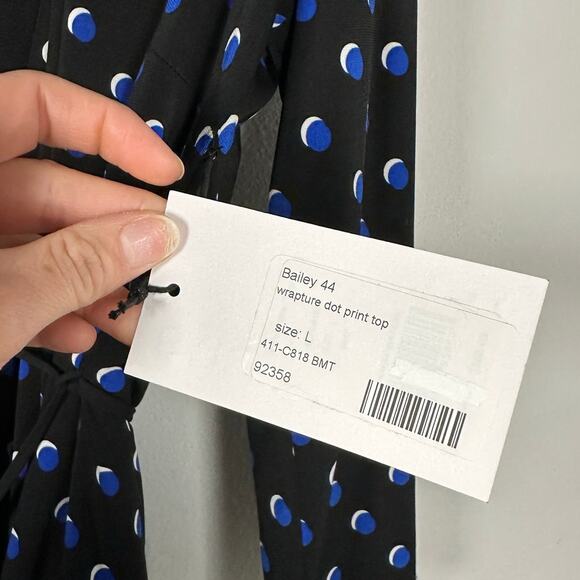 Bailey 44
wrapture dot print top
size: L
411-C818 BMT
92358